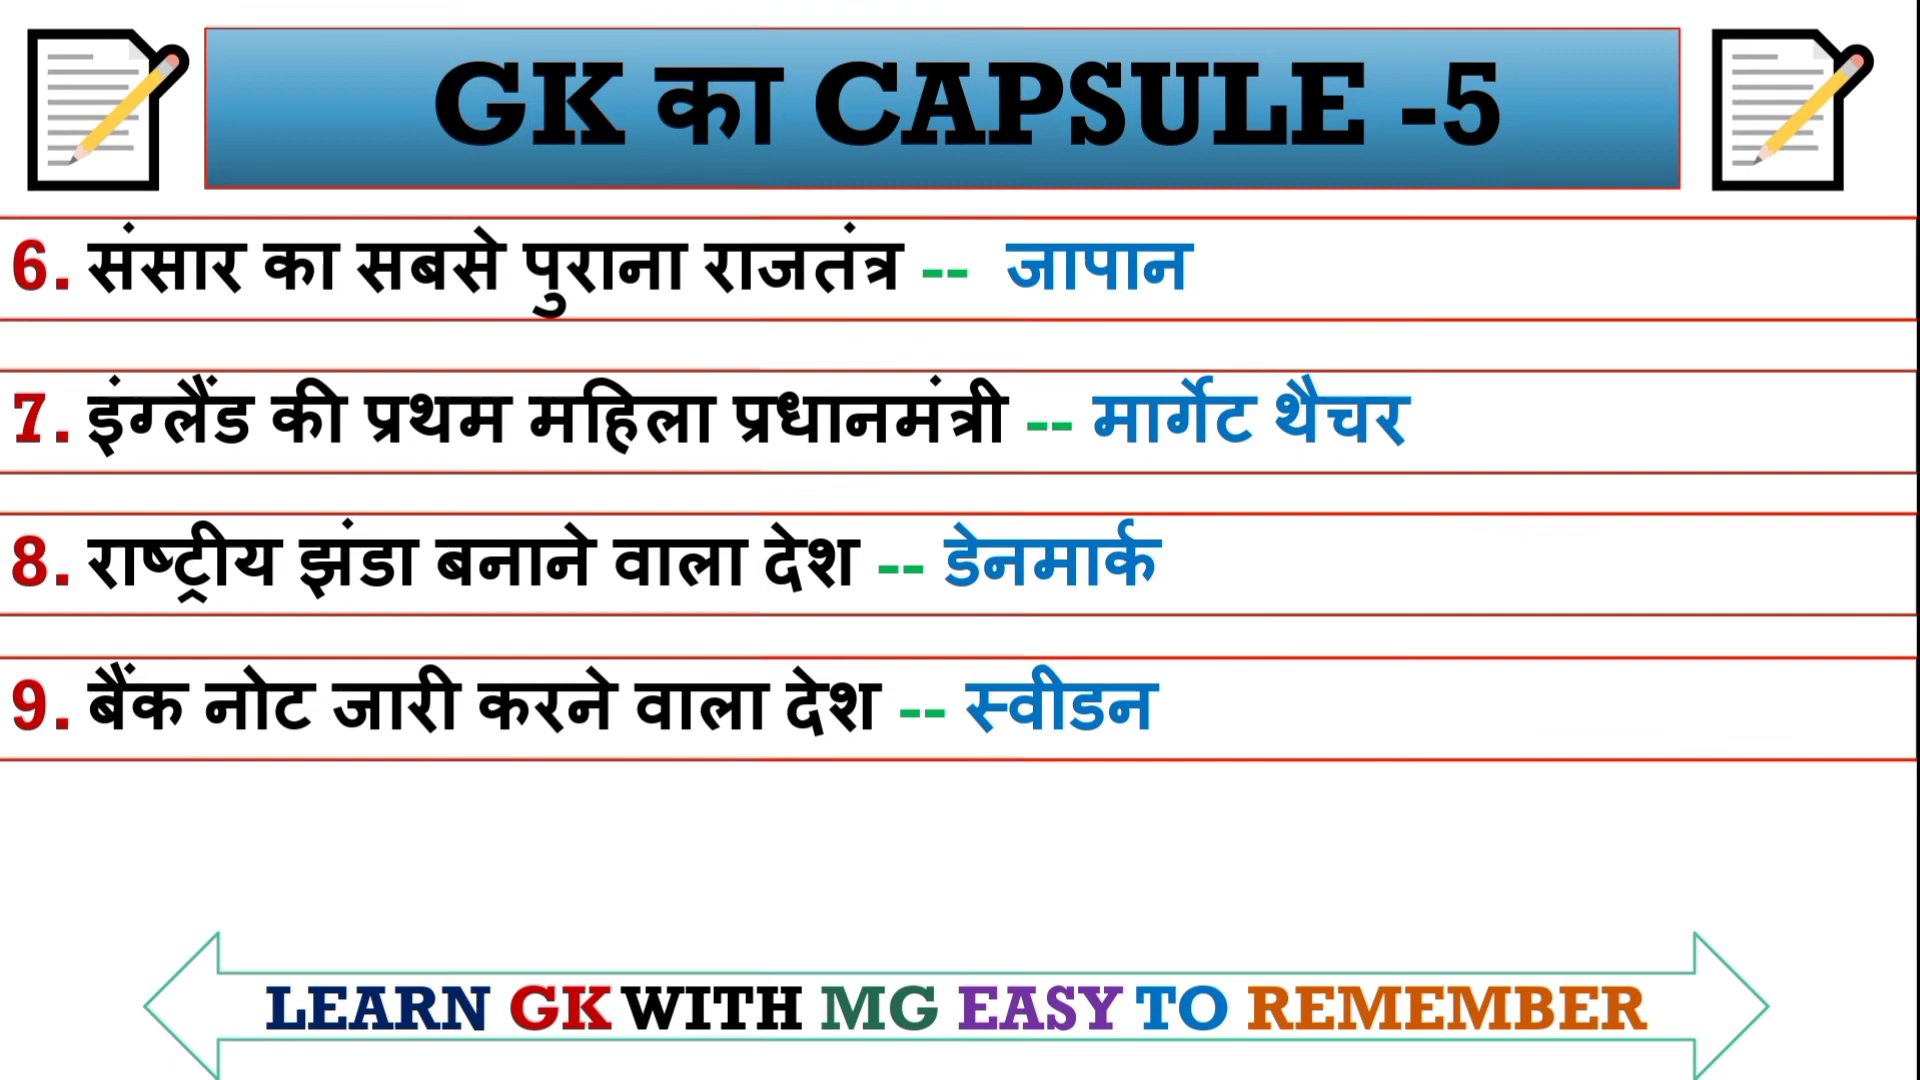 GK का CAPSULE -5
6. संसार का सबसे पुराना राजतंत्र -- जापान
7. इंग्लैंड की प्रथम महिला प्रधानमंत्री -- मार्गेट थैचर
8. राष्ट्रीय झंडा बनाने वाला देश -- डेनमार्क
9. बैंक नोट जारी करने वाला देश -- स्वीडन
LEARN GK WITH MG EASY TO REMEMBER